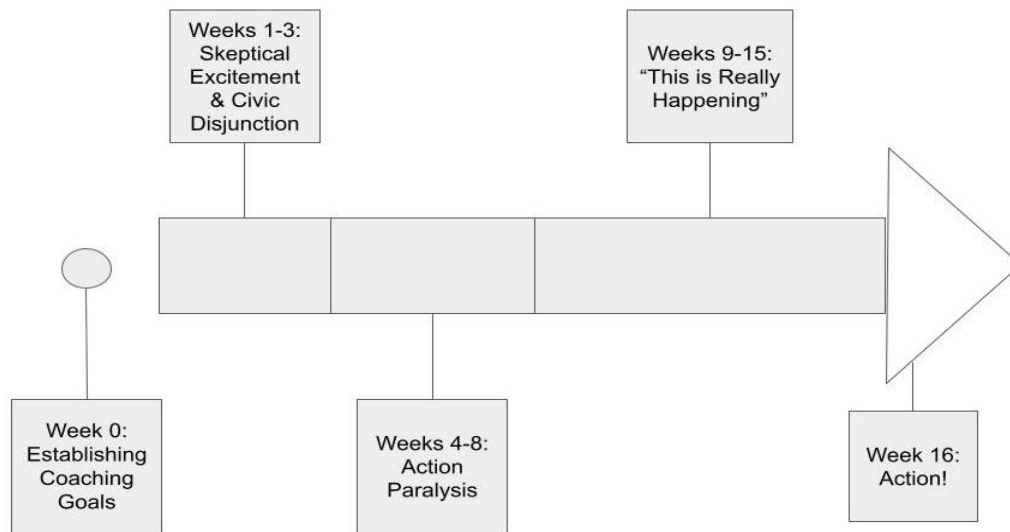 Weeks 1-3:
Skeptical
Excitement
& Civic
Disjunction
Weeks 9-15:
“This is Really
Happening”
Week 0:
Establishing
Coaching
Goals
Weeks 4-8:
Action
Paralysis
Week 16:
Action!